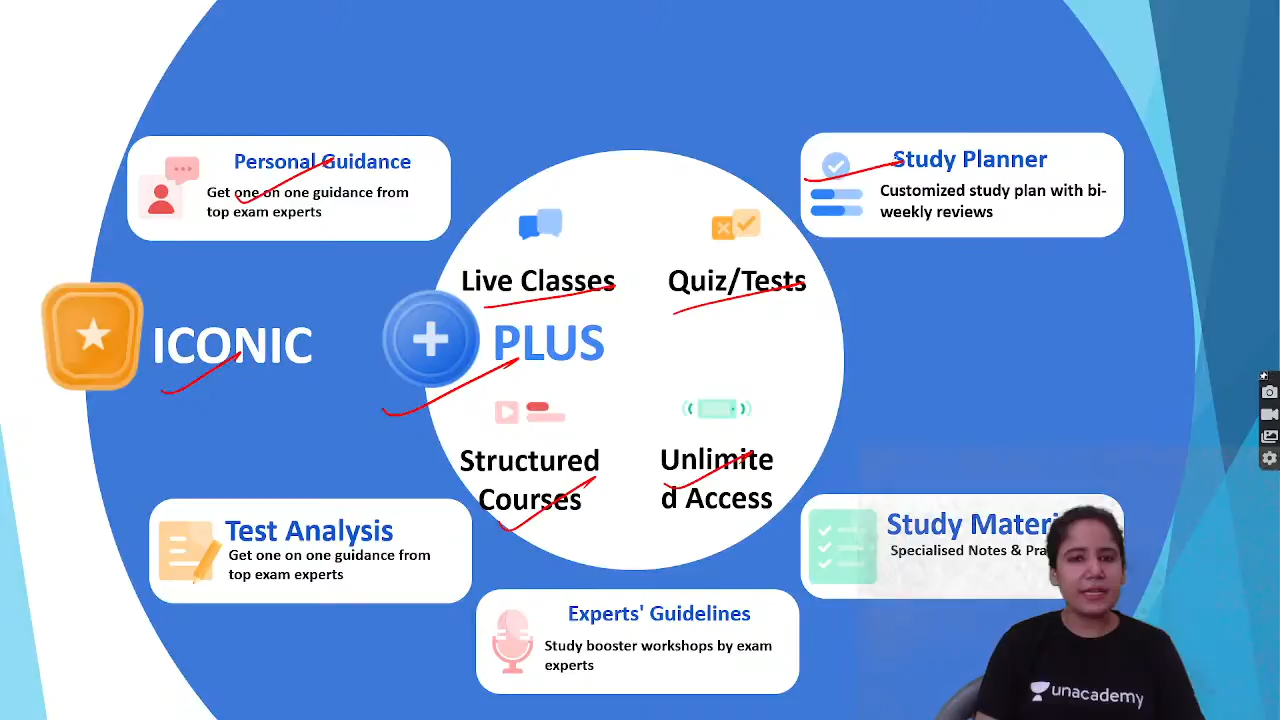 Personal Guidance
Get one on one guidance from
top exam experts
Study Planner
Customized study plan with bi-
weekly reviews
Live Classes
Quiz/Tests
ICONIC
PLUS
Structured
Courses
Unlimite
d Access
Test Analysis
Get one on one guidance from
top exam experts
Study
Specialised Notes &
Experts' Guidelines
Study booster workshops by exam
experts
unacademy